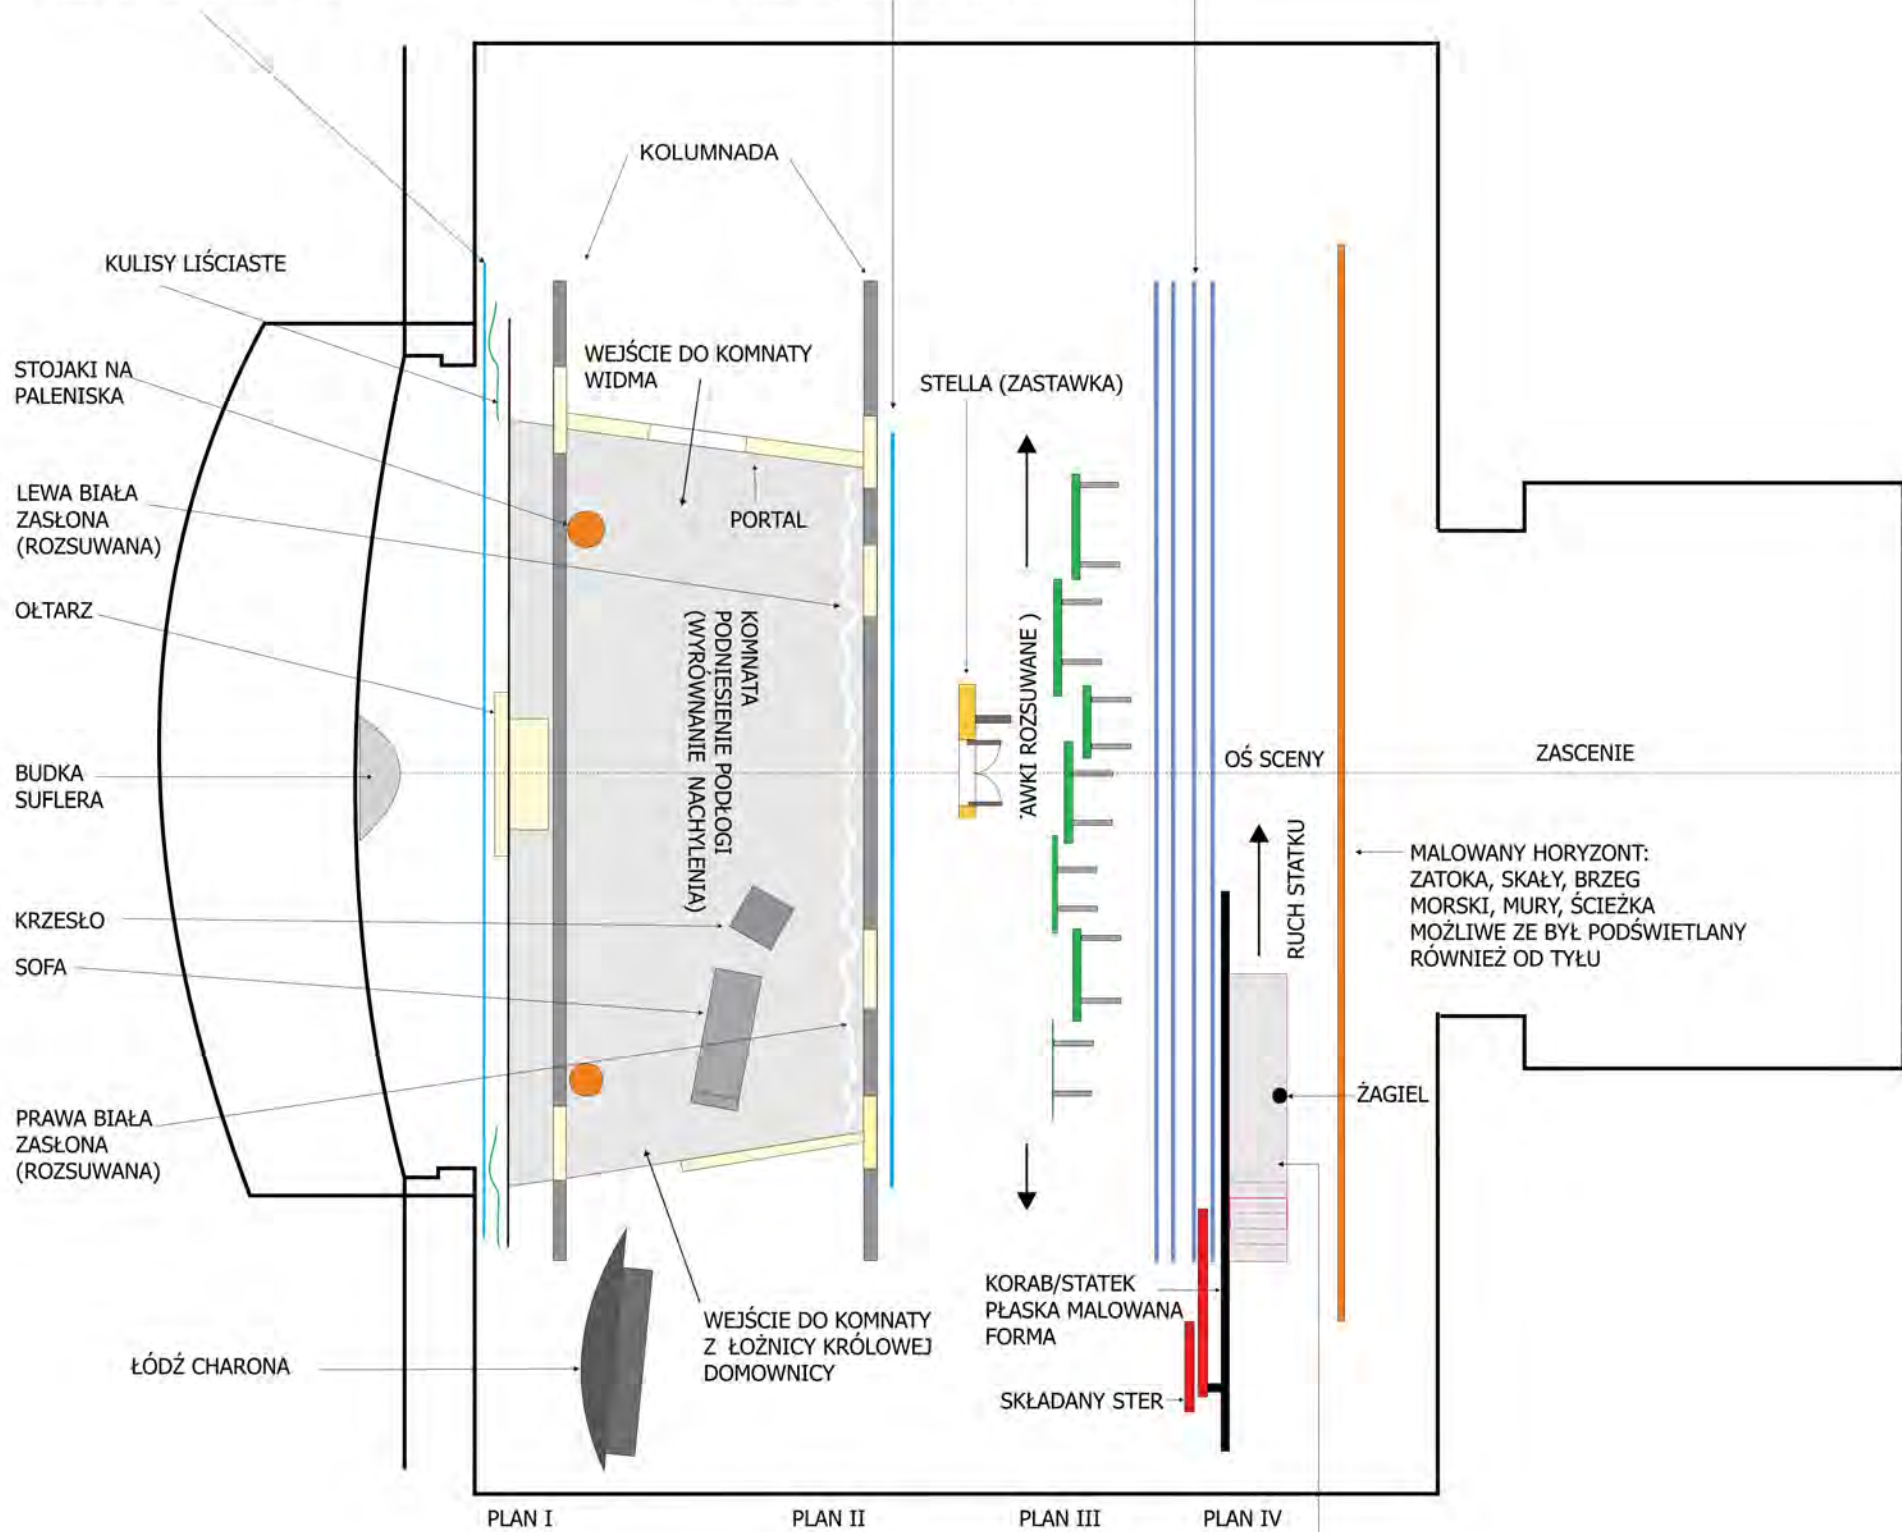 KOLUMNADA
KULISY LIŚCIASTE
WEJŚCIE DO KOMNATY
WIDMA
STOJAKI NA
PALENISKA
STELLA (ZASTAWKA)
LEWA BIAŁA
ZASŁONA
(ROZSUWANA)
PORTAL
OŁTARZ
KOMNATA
PODNIESIENIE PODŁOGI
(WYRÓWNANIE NACHYLENIA)
AWKI ROZSUWANE )
BUDKA
SUFLERA
OŚ SCENY
ZASCENIE
RUCH STATKU
MALOWANY HORYZONT:
ZATOKA, SKAŁY, BRZEG
MORSKI, MURY, ŚCIEŻKA
MOŻLIWE ZE BYŁ PODŚWIETLANY
RÓWNIEŻ OD TYŁU
KRZESŁO
SOFA
ŻAGIEL
PRAWA BIAŁA
ZASŁONA
(ROZSUWANA)
KORAB/STATEK
PŁASKA MALOWANA
FORMA
WEJŚCIE DO KOMNATY
Z ŁOŻNICY KRÓLOWEJ
DOMOWNICY
ŁÓDŹ CHARONA
SKŁADANY STER
PLAN I
PLAN II
PLAN III
PLAN IV